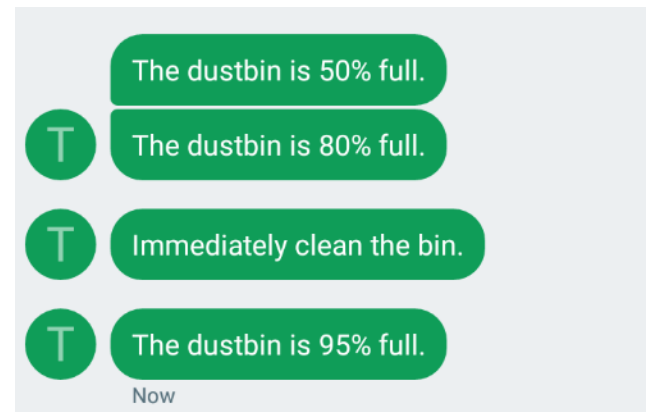 The dustbin is 50% full.
T
The dustbin is 80% full.
T
Immediately clean the bin.
T
The dustbin is 95% full.
Now